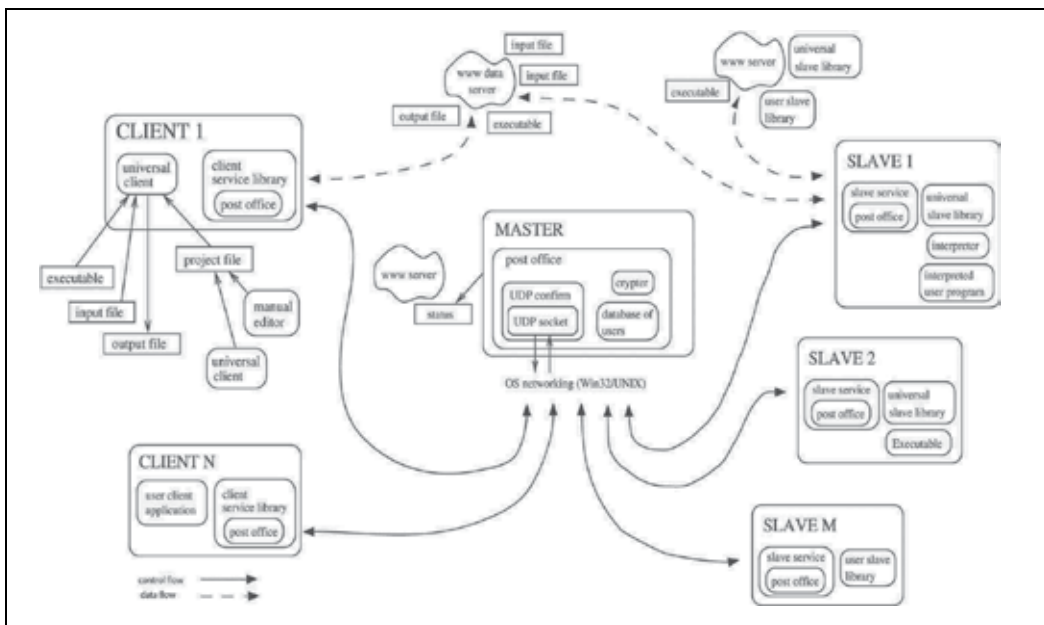 input file
www data
server
input file
output file
executable
www server
universal
slave library
executable
user slave
library
CLIENT 1
universal
client
client
service library
post office
executable
input file
output file
project file
manual
editor
universal
client
www server
status
MASTER
post office
UDP confirm
UDP socket
crypter
database of
users
OS networking (Win32/UNIX)
SLAVE 1
slave service
post office
universal
slave library
interpreter
interpreted
user program
SLAVE 2
slave service
post office
universal
slave library
Executable
CLIENT N
user client
application
client
service library
post office
SLAVE M
slave service
post office
user slave
library
control flow
data flow